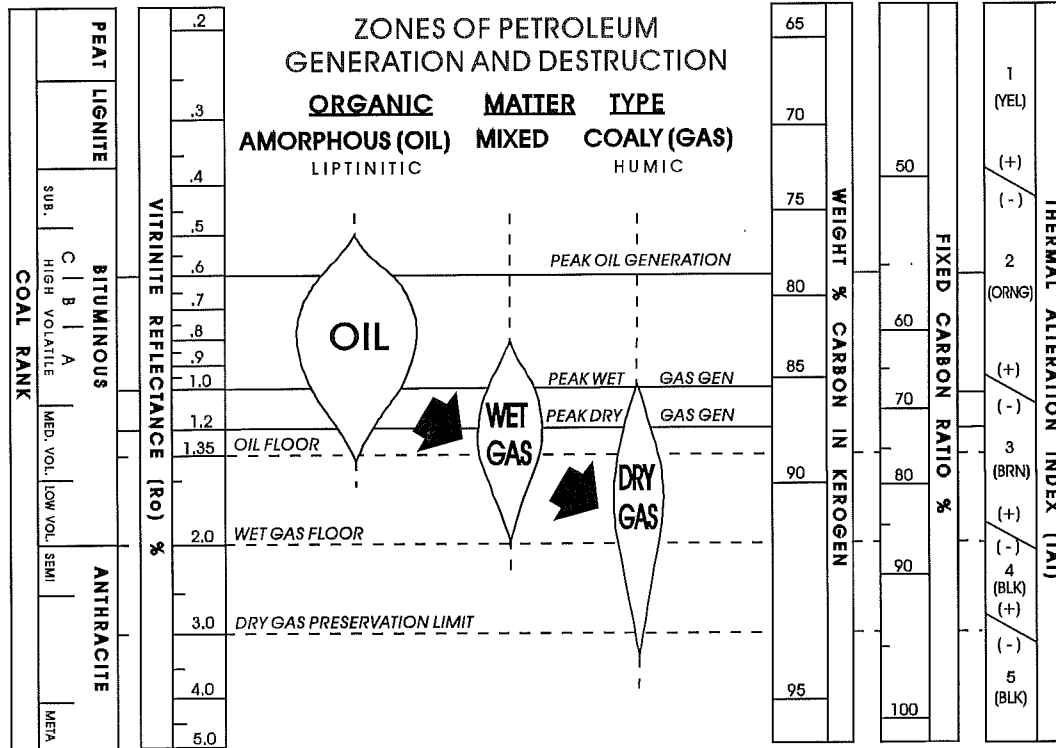 ZONES OF PETROLEUM
GENERATION AND DESTRUCTION
ORGANIC MATTER TYPE
AMORPHOUS (OIL) MIXED COALY (GAS)
LIPTINITIC HUMIC
COAL RANK
PEAT
LIGNITE
BITUMINOUS
ANTHRACITE
SUB.
HIGH VOLATILE
C | B | A
MED. VOL.
LOW VOL.
SEMI
META
VITRINITE REFLECTANCE (Ro) %
.2
.3
.4
.5
.6
.7
.8
.9
1.0
1.2
1.35
2.0
3.0
4.0
5.0
PEAK OIL GENERATION
OIL
PEAK WET GAS GEN
PEAK DRY GAS GEN
WET
GAS
OIL FLOOR
DRY
GAS
WET GAS FLOOR
DRY GAS PRESERVATION LIMIT
WEIGHT % CARBON IN KEROGEN
65
70
75
80
85
90
95
FIXED CARBON RATIO %
50
60
70
80
90
100
THERMAL ALTERATION INDEX (TAI)
1
(YEL)
(+)
(-)
2
(ORNG)
(+)
(-)
3
(BRN)
(+)
(-)
4
(BLK)
(+)
(-)
5
(BLK)